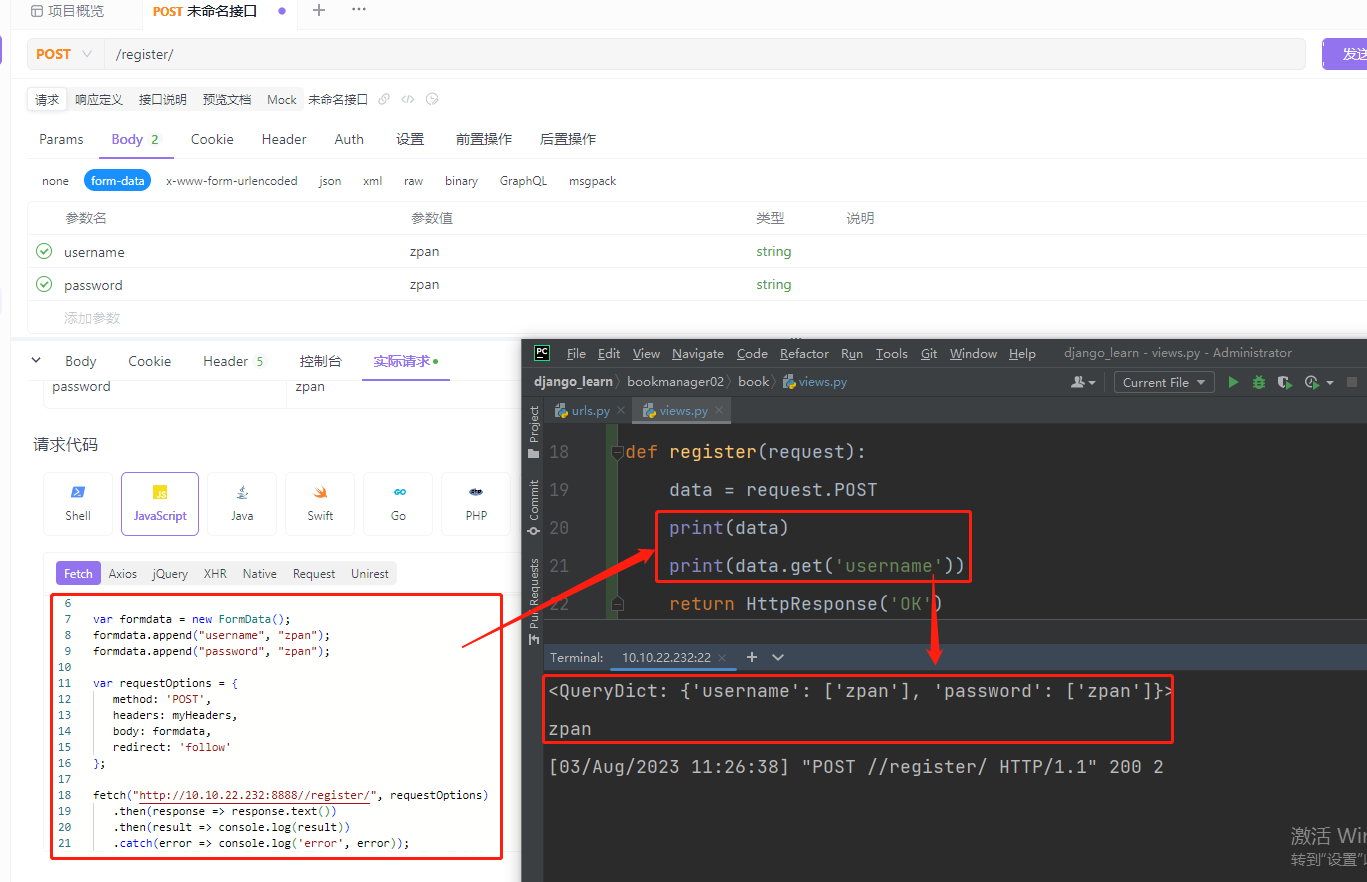 项目概览
POST 未命名接口
POST
/register/
发送
请求 响应定义 接口说明 预览文档 Mock 未命名接口
Params Body 2 Cookie Header Auth 设置 前置操作 后置操作
none form-data x-www-form-urlencoded json xml raw binary GraphQL msgpack
参数名 参数值 类型 说明
username zpan string
password zpan string
添加参数
Body Cookie Header 5 控制台 实际请求
password zpan
请求代码
JS
Shell JavaScript Java Swift Go PHP
Fetch Axios jQuery XHR Native Request Unirest
6
7 var formdata = new FormData();
8 formdata.append("username", "zpan");
9 formdata.append("password", "zpan");
10
11 var requestOptions = {
12 method: 'POST',
13 headers: myHeaders,
14 body: formdata,
15 redirect: 'follow'
16 };
17
18 fetch("http://10.10.22.232:8888//register/", requestOptions)
19 .then(response => response.text())
20 .then(result => console.log(result))
21 .catch(error => console.log('error', error));
PC File Edit View Navigate Code Refactor Run Tools Git Window Help django_learn - views.py - Administrator
django_learn bookmanager02 book views.py
Current File
Project
Commit
Pull Requests
urls.py views.py
18 def register(request):
19 data = request.POST
20 print(data)
21 print(data.get('username'))
22 return HttpResponse('OK')
Terminal: 10.10.22.232:22
<QueryDict: {'username': ['zpan'], 'password': ['zpan']}>
zpan
[03/Aug/2023 11:26:38] "POST //register/ HTTP/1.1" 200 2
激活 Win
转到"设置"以